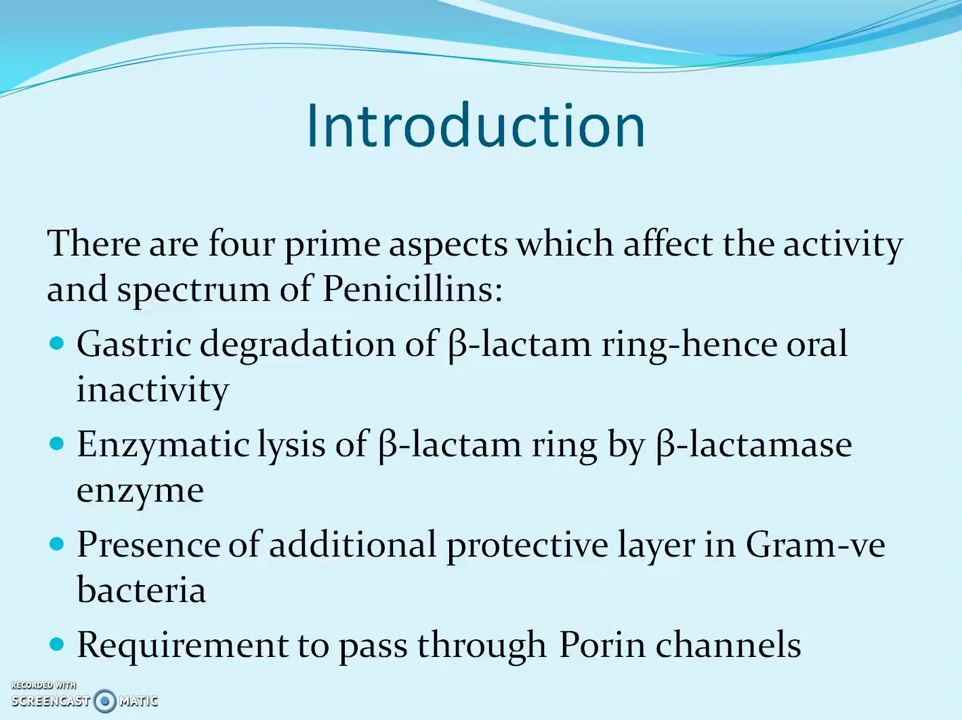 Introduction
There are four prime aspects which affect the activity
and spectrum of Penicillins:
• Gastric degradation of β-lactam ring-hence oral
inactivity
• Enzymatic lysis of β-lactam ring by β-lactamase
enzyme
• Presence of additional protective layer in Gram-ve
bacteria
• Requirement to pass through Porin channels
RECORDED WITH
SCREENCAST MATIC